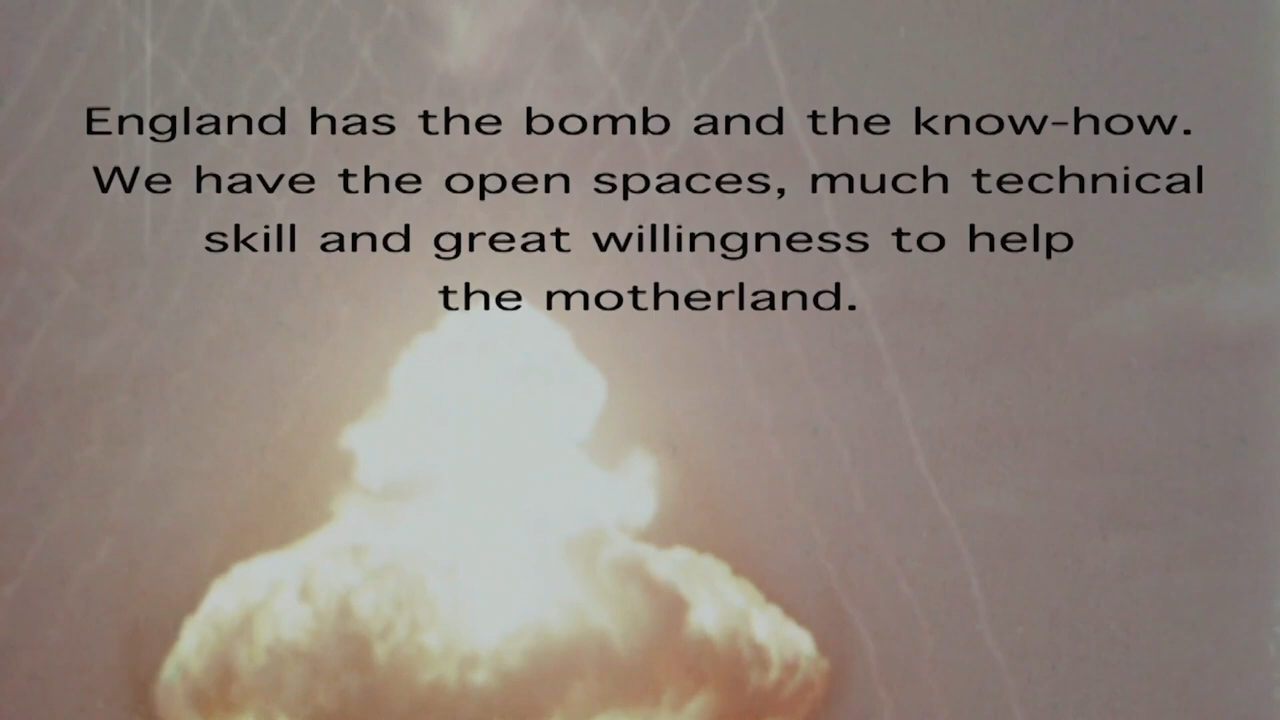 England has the bomb and the know-how.
We have the open spaces, much technical
skill and great willingness to help
the motherland.